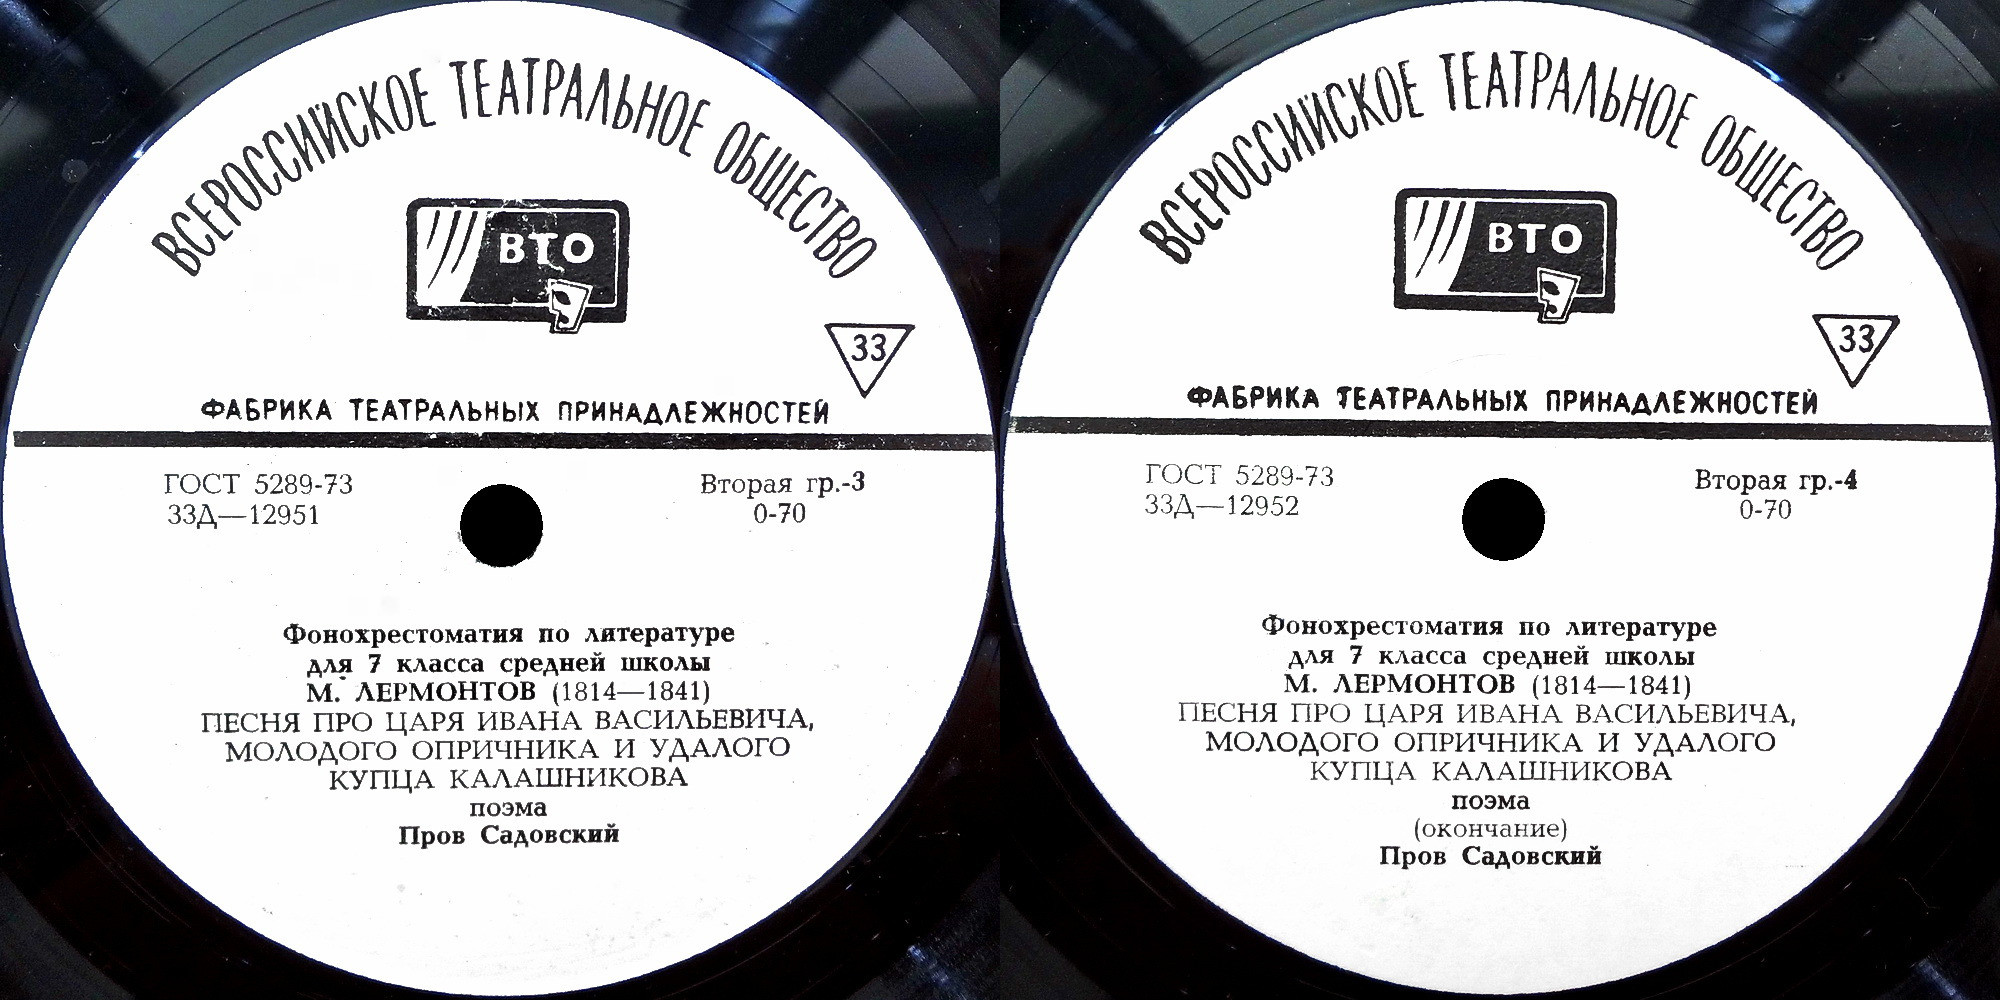 ВСЕРОССИЙСКОЕ ТЕАТРАЛЬНОЕ ОБЩЕСТВО
ВТО
33
ФАБРИКА ТЕАТРАЛЬНЫХ ПРИНАДЛЕЖНОСТЕЙ
ГОСТ 5289-73
33Д—12951
Вторая гр.-3
0-70
Фонохрестоматия по литературе
для 7 класса средней школы
М. ЛЕРМОНТОВ (1814—1841)
ПЕСНЯ ПРО ЦАРЯ ИВАНА ВАСИЛЬЕВИЧА,
МОЛОДОГО ОПРИЧНИКА И УДАЛОГО
КУПЦА КАЛАШНИКОВА
поэма
Пров Садовский
ВСЕРОССИЙСКОЕ ТЕАТРАЛЬНОЕ ОБЩЕСТВО
ВТО
33
ФАБРИКА ТЕАТРАЛЬНЫХ ПРИНАДЛЕЖНОСТЕЙ
ГОСТ 5289-73
33Д—12952
Вторая гр.-4
0-70
Фонохрестоматия по литературе
для 7 класса средней школы
М. ЛЕРМОНТОВ (1814—1841)
ПЕСНЯ ПРО ЦАРЯ ИВАНА ВАСИЛЬЕВИЧА,
МОЛОДОГО ОПРИЧНИКА И УДАЛОГО
КУПЦА КАЛАШНИКОВА
поэма
(окончание)
Пров Садовский